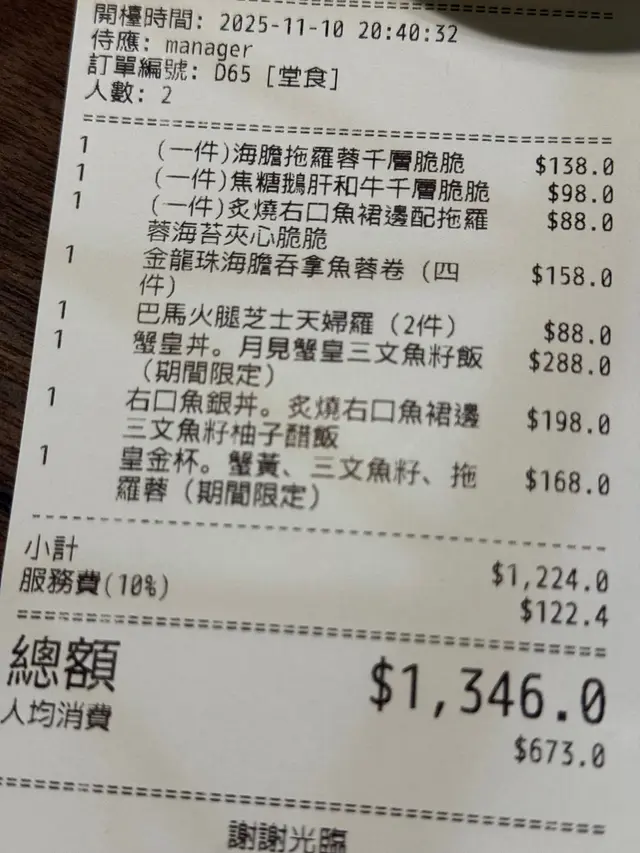 開檯時間: 2025-11-10 20:40:32
侍應: manager
訂單編號: D65 [堂食]
人數: 2
1 (一件)海膽拖羅蓉千層脆脆 $138.0
1 (一件)焦糖鵝肝和牛千層脆脆 $98.0
1 (一件)炙燒右口魚裙邊配拖羅 $88.0
蓉海苔夾心脆脆
1 金龍珠海膽吞拿魚蓉卷 (四 $158.0
件)
1 巴馬火腿芝士天婦羅 (2件) $88.0
1 蟹皇丼。月見蟹皇三文魚籽飯 $288.0
(期間限定)
1 右口魚銀丼。炙燒右口魚裙邊 $198.0
三文魚籽柚子醋飯
1 皇金杯。蟹黃、三文魚籽、拖 $168.0
羅蓉 (期間限定)
小計 $1,224.0
服務費(10%) $122.4
總額 $1,346.0
人均消費 $673.0
謝謝光臨